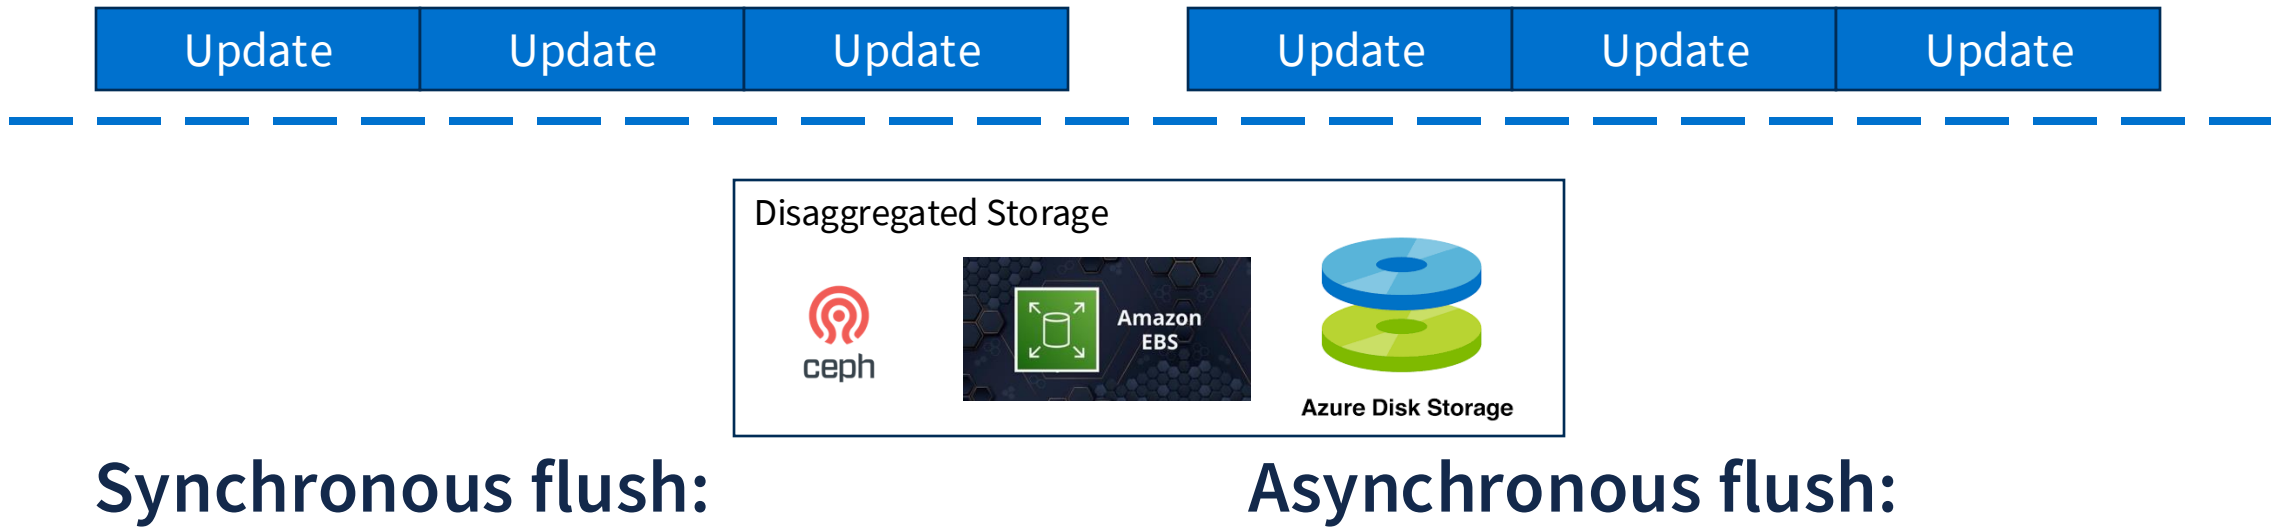 Update Update Update Update Update Update
Disaggregated Storage
ceph
Amazon
EBS
Azure Disk Storage
Synchronous flush:
Asynchronous flush: